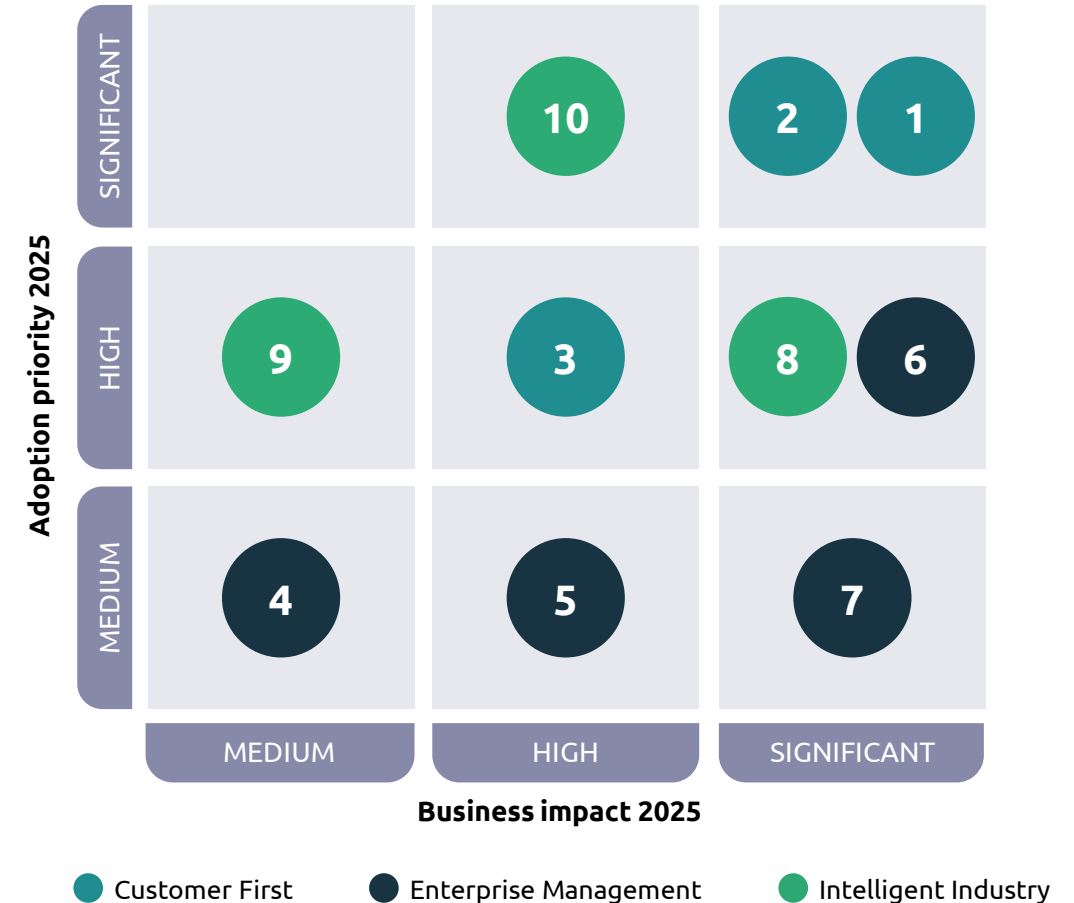 Adoption priority 2025
SIGNIFICANT
10
2
1
HIGH
9
3
8
6
MEDIUM
4
5
7
MEDIUM
HIGH
SIGNIFICANT
Business impact 2025
Customer First
Enterprise Management
Intelligent Industry